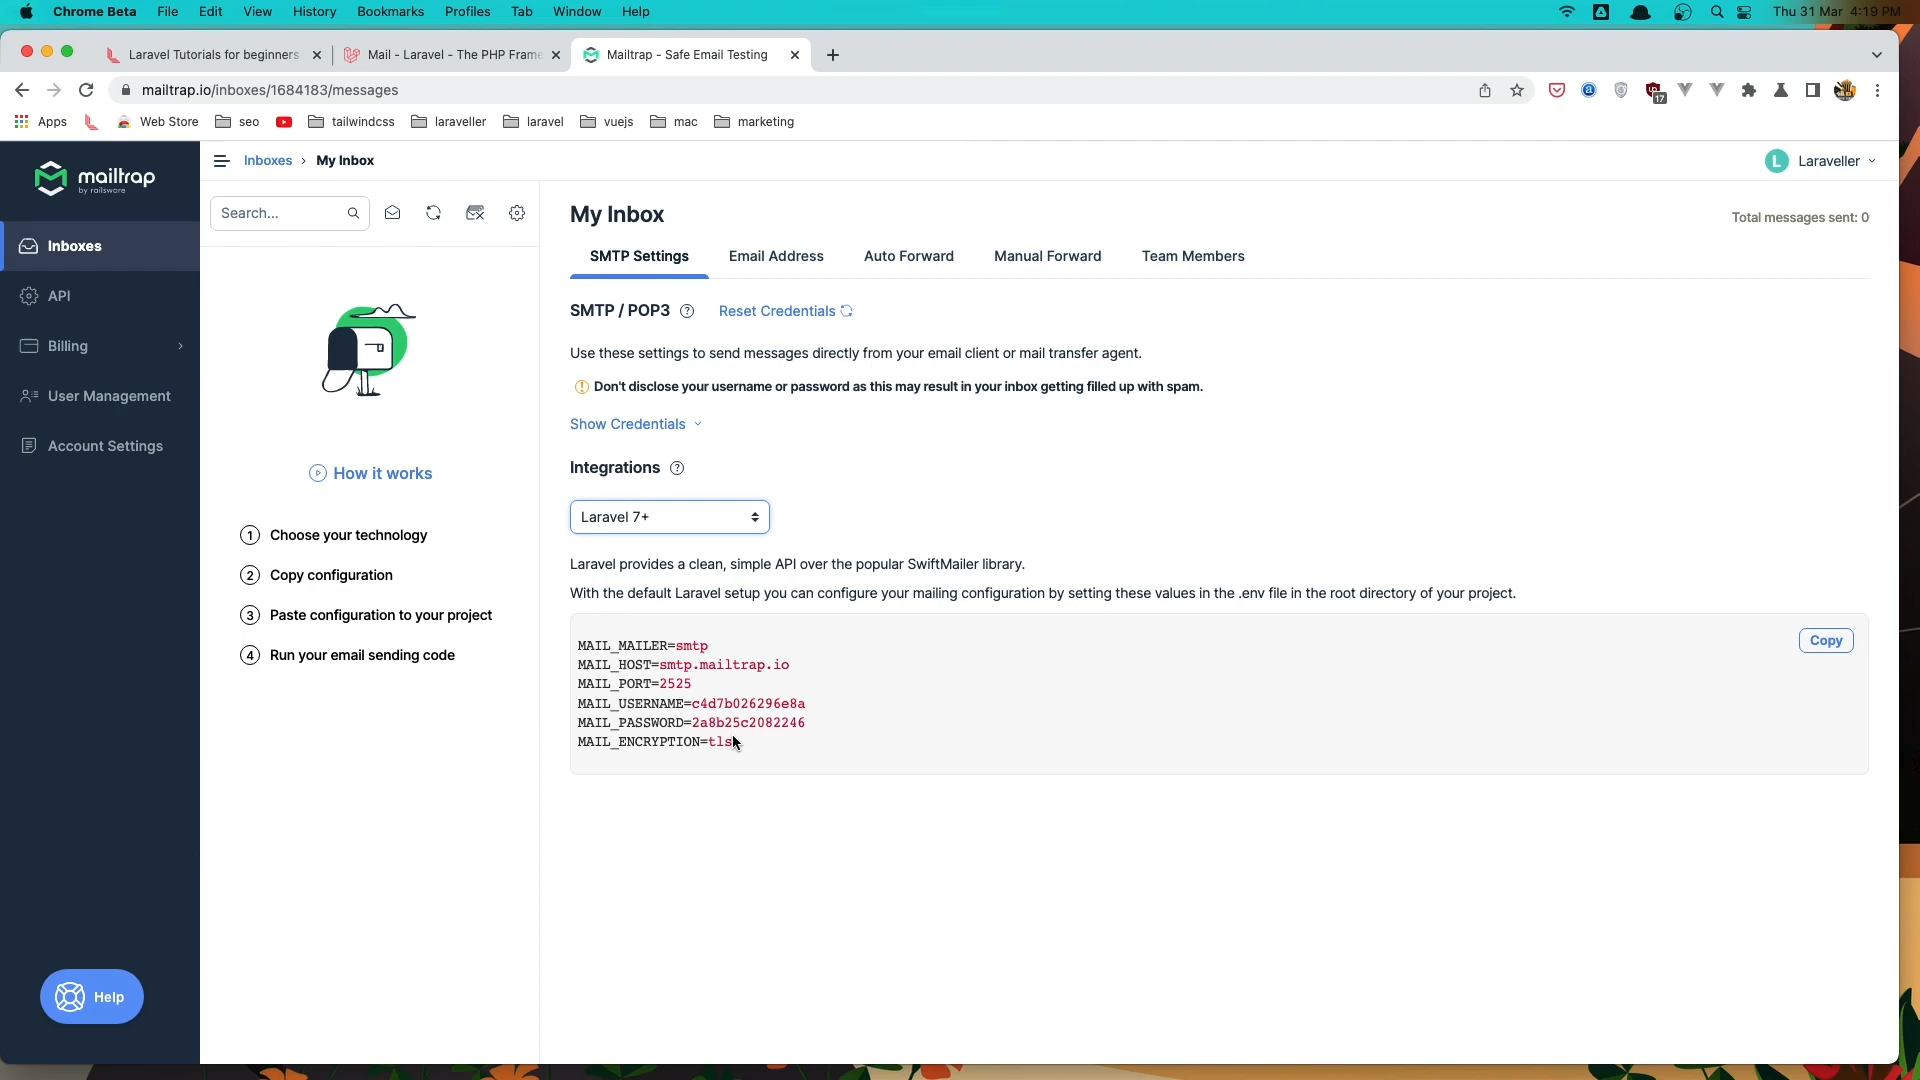 Chrome Beta File Edit View History Bookmarks Profiles Tab Window Help Thu 31 Mar 4:19 PM
Laravel Tutorials for beginners Mail - Laravel - The PHP Frame Mailtrap - Safe Email Testing
mailtrap.io/inboxes/1684183/messages 17
Apps Web Store seo tailwindcss laraveller laravel vuejs mac marketing
mailtrap
by railsware
Inboxes
API
Billing
User Management
Account Settings
Help
Inboxes › My Inbox
L Laraveller
Search...
How it works
1 Choose your technology
2 Copy configuration
3 Paste configuration to your project
4 Run your email sending code
My Inbox
Total messages sent: 0
SMTP Settings Email Address Auto Forward Manual Forward Team Members
SMTP / POP3 ? Reset Credentials
Use these settings to send messages directly from your email client or mail transfer agent.
Don't disclose your username or password as this may result in your inbox getting filled up with spam.
Show Credentials
Integrations ?
Laravel 7+
Laravel provides a clean, simple API over the popular SwiftMailer library.
With the default Laravel setup you can configure your mailing configuration by setting these values in the .env file in the root directory of your project.
Copy
MAIL_MAILER=smtp
MAIL_HOST=smtp.mailtrap.io
MAIL_PORT=2525
MAIL_USERNAME=c4d7b026296e8a
MAIL_PASSWORD=2a8b25c2082246
MAIL_ENCRYPTION=tls